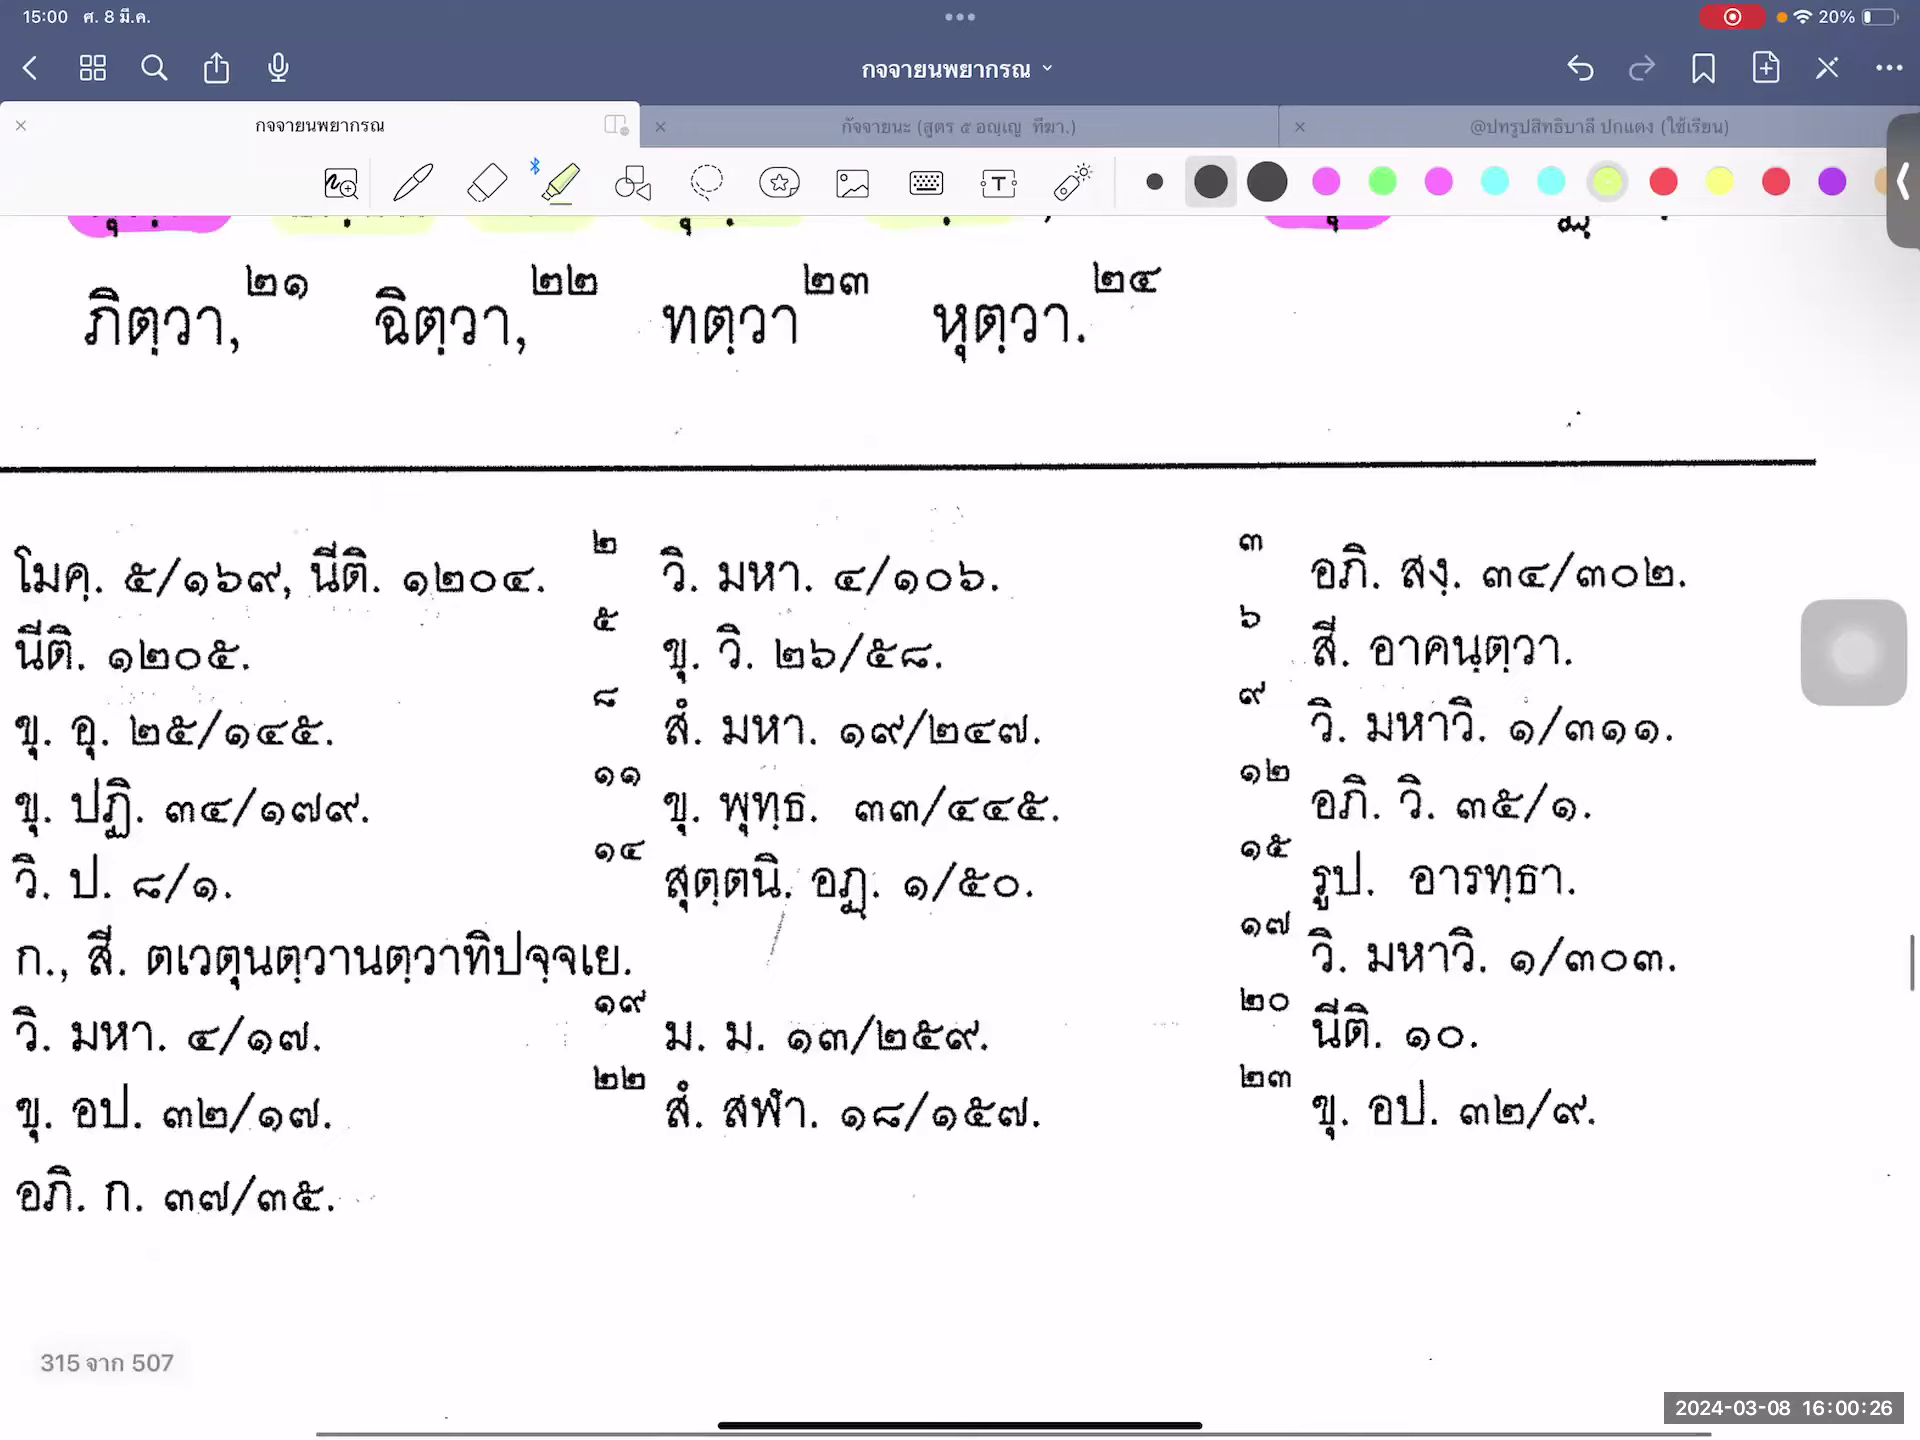 15:00 ศ. 8 มี.ค.
20%
กจจายนพยากรณ
กจจายนพยากรณ
กัจจายนะ (สูตร ๕ อญฺเญ ทีฆา.)
@ปทรูปสิทธิบาลี ปกแดง (ใช้เรียน)
ภิตฺวา,๒๑ ฉิตฺวา,๒๒ ทตฺวา๒๓ หุตฺวา.๒๔
โมคฺ. ๕/๑๖๙, นีติ. ๑๒๐๔. ๒ วิ. มหา. ๔/๑๐๖. ๓ อภิ. สงฺ. ๓๔/๓๐๒.
นีติ. ๑๒๐๕. ๕ ขุ. วิ. ๒๖/๕๘. ๖ สี. อาคนฺตฺวา.
ขุ. อุ. ๒๕/๑๔๕. ๘ สํ. มหา. ๑๙/๒๔๗. ๙ วิ. มหาวิ. ๑/๓๑๑.
ขุ. ปฏิ. ๓๔/๑๗๙. ๑๑ ขุ. พุทฺธ. ๓๓/๔๔๕. ๑๒ อภิ. วิ. ๓๕/๑.
วิ. ป. ๘/๑. ๑๔ สุตฺตนิ. อฏฺ. ๑/๕๐. ๑๕ รูป. อารทฺธา.
ก., สี. ตเวตุนตฺวานตฺวาทิปจฺจเย. ๑๗ วิ. มหาวิ. ๑/๓๐๓.
วิ. มหา. ๔/๑๗. ๑๙ ม. ม. ๑๓/๒๕๙. ๒๐ นีติ. ๑๐.
ขุ. อป. ๓๒/๑๗. ๒๒ สํ. สฬา. ๑๘/๑๕๗. ๒๓ ขุ. อป. ๓๒/๙.
อภิ. ก. ๓๗/๓๕.
315 จาก 507
2024-03-08 16:00:26